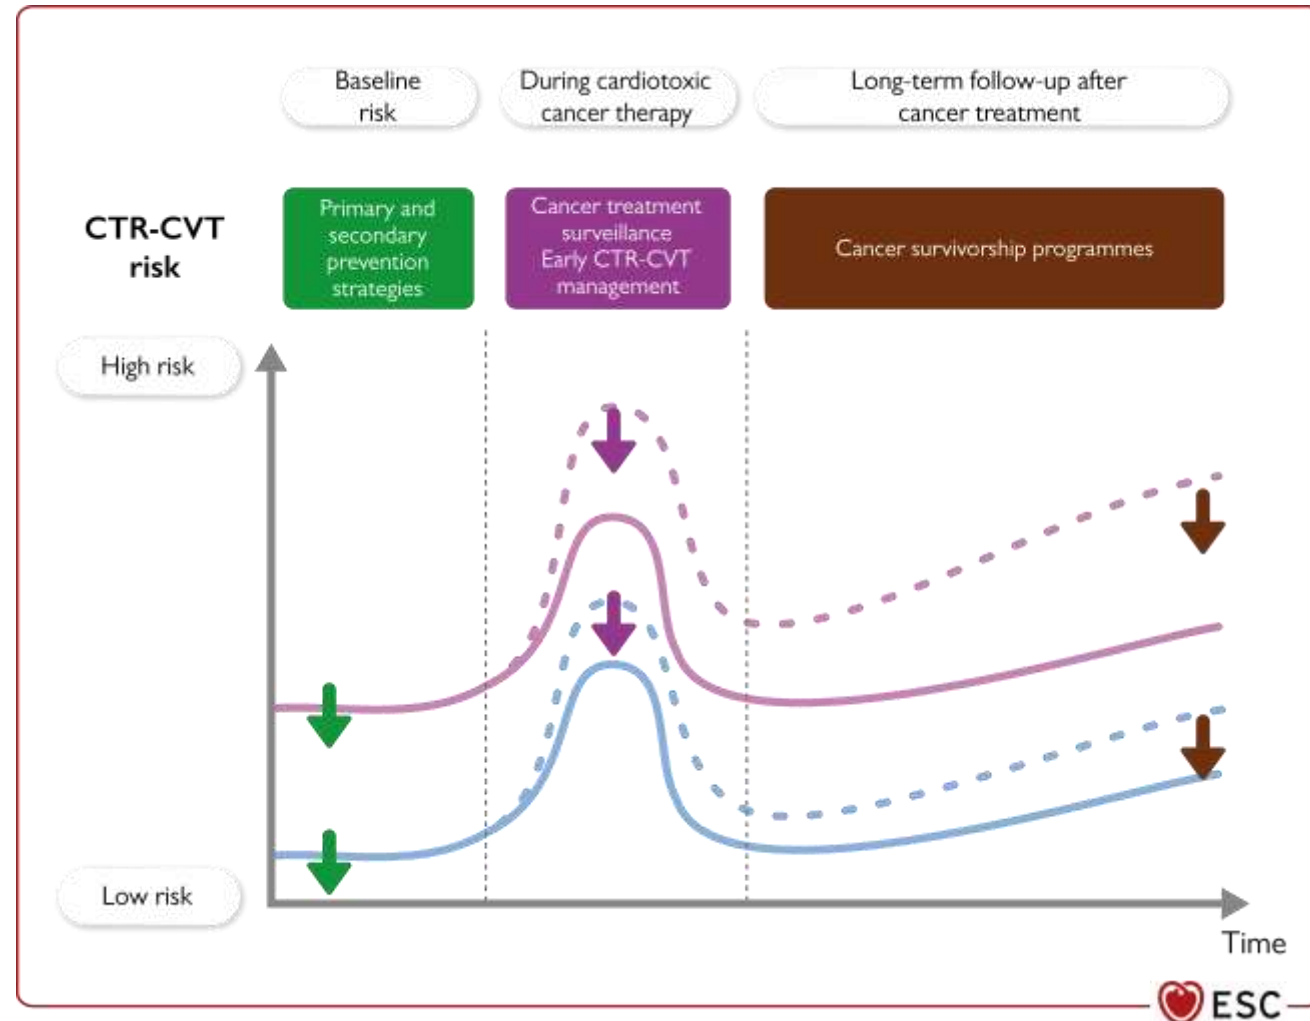 Baseline
risk
During cardiotoxic
cancer therapy
Long-term follow-up after
cancer treatment
CTR-CVT
risk
Primary and
secondary
prevention
strategies
Cancer treatment
surveillance
Early CTR-CVT
management
Cancer survivorship programmes
High risk
Low risk
Time
ESC